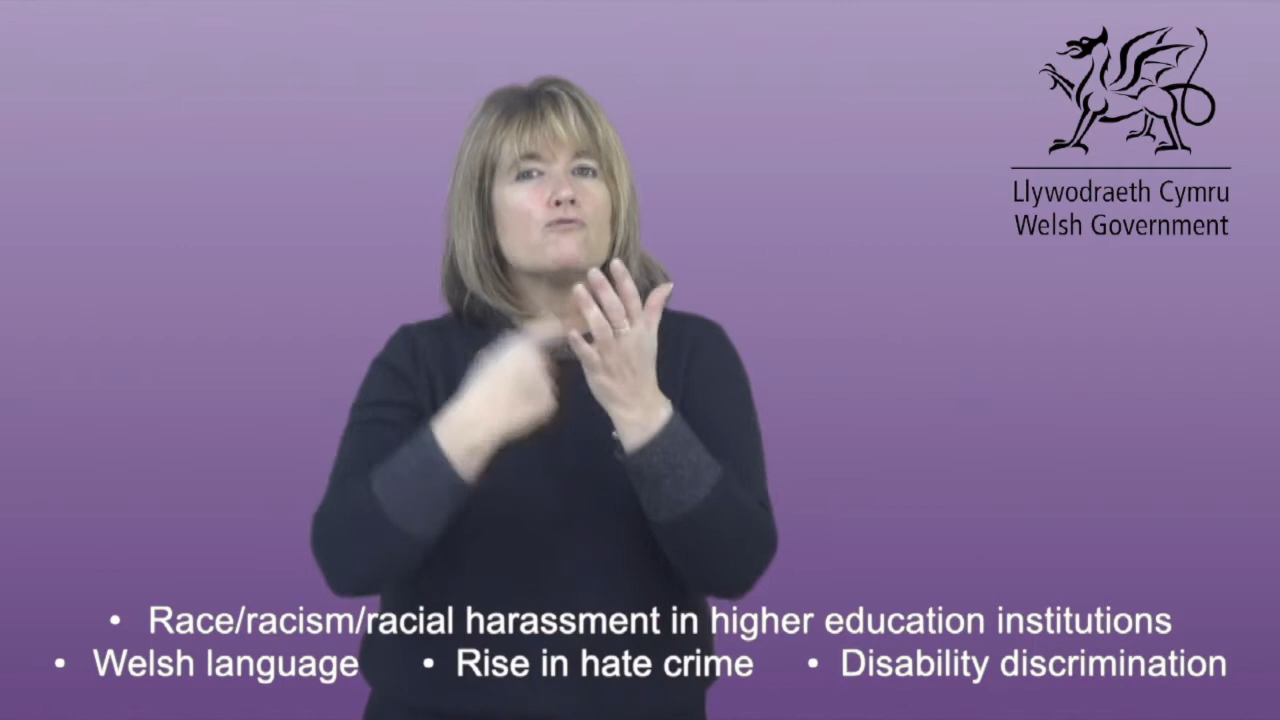 Llywodraeth Cymru
Welsh Government
• Race/racism/racial harassment in higher education institutions
• Welsh language • Rise in hate crime • Disability discrimination